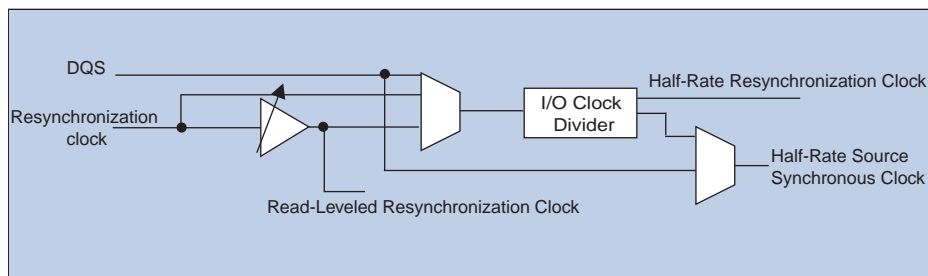 DQS
Half-Rate Resynchronization Clock
I/O Clock
Divider
Resynchronization
clock
Half-Rate Source
Synchronous Clock
Read-Leveled Resynchronization Clock